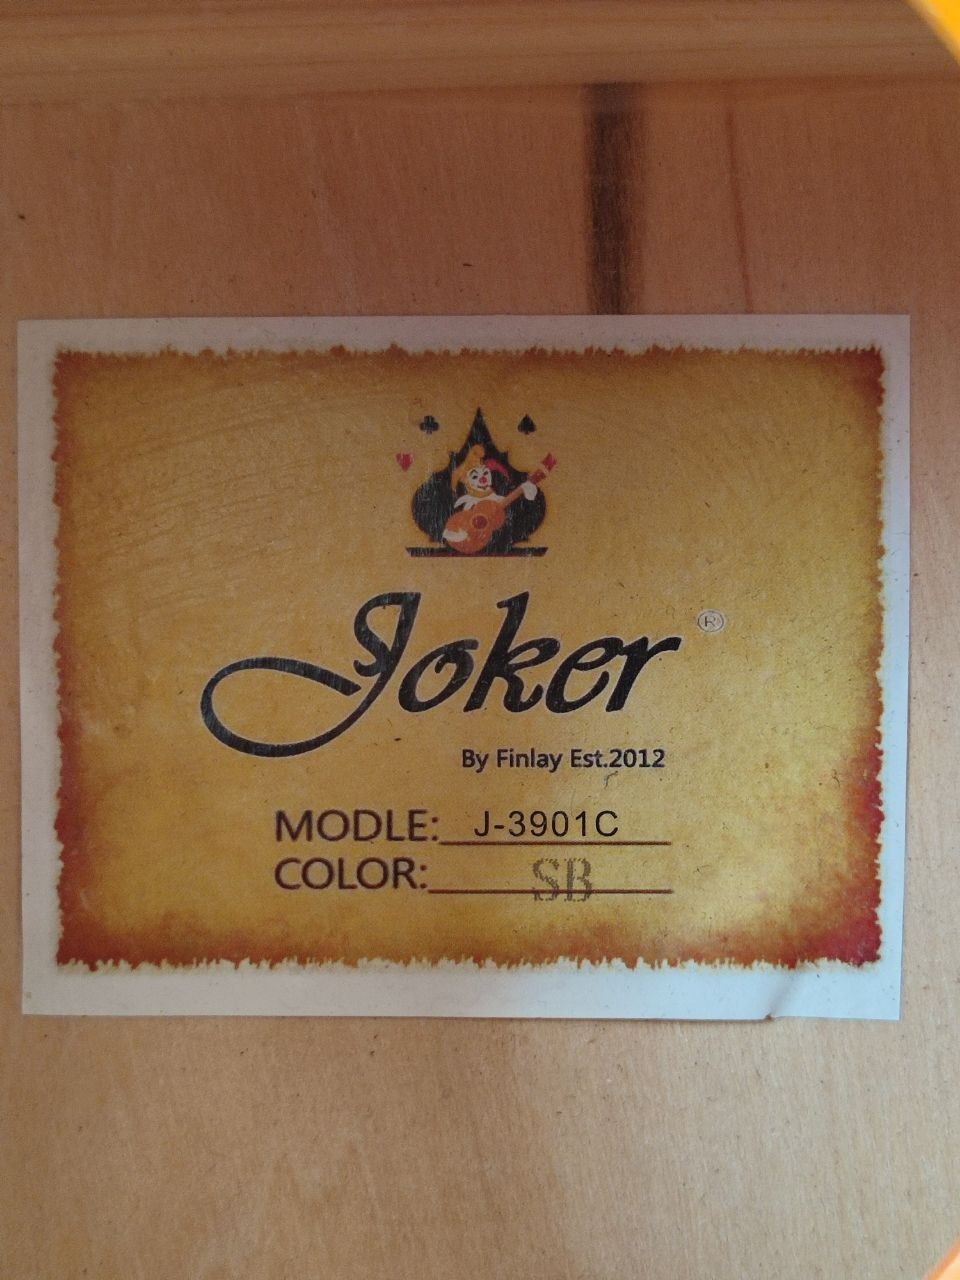 Joker ®
By Finlay Est.2012
MODLE: J-3901C
COLOR: SB